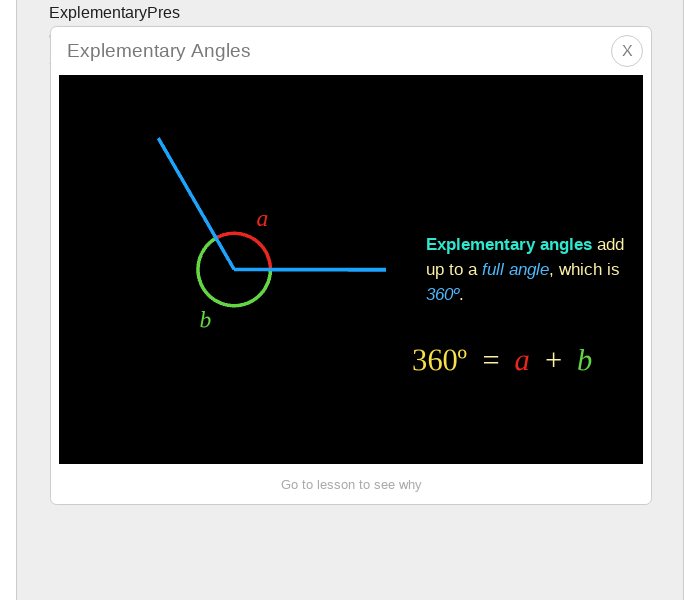 ExplementaryPres
Explementary Angles
X
a
b
Explementary angles add
up to a full angle, which is
360º.
360º = a + b
Go to lesson to see why